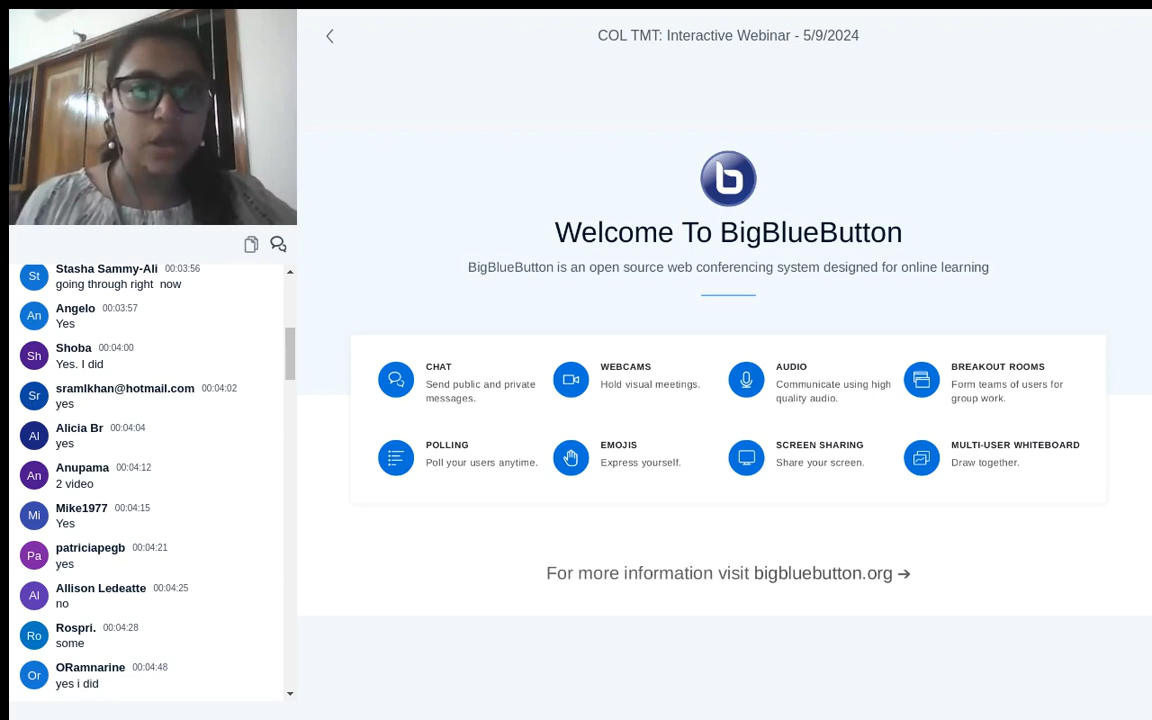 COL TMT: Interactive Webinar - 5/9/2024
St
Stasha Sammy-Ali 00:03:56
going through right now
An
Angelo 00:03:57
Yes
Sh
Shoba 00:04:00
Yes. I did
Sr
sramlkhan@hotmail.com 00:04:02
yes
Al
Alicia Br 00:04:04
yes
An
Anupama 00:04:12
2 video
Mi
Mike1977 00:04:15
Yes
Pa
patriciapegb 00:04:21
yes
Al
Allison Ledeatte 00:04:25
no
Ro
Rospri. 00:04:28
some
Or
ORamnarine 00:04:48
yes i did
b
Welcome To BigBlueButton
BigBlueButton is an open source web conferencing system designed for online learning
CHAT
Send public and private
messages.
WEBCAMS
Hold visual meetings.
AUDIO
Communicate using high
quality audio.
BREAKOUT ROOMS
Form teams of users for
group work.
POLLING
Poll your users anytime.
EMOJIS
Express yourself.
SCREEN SHARING
Share your screen.
MULTI-USER WHITEBOARD
Draw together.
For more information visit bigbluebutton.org →